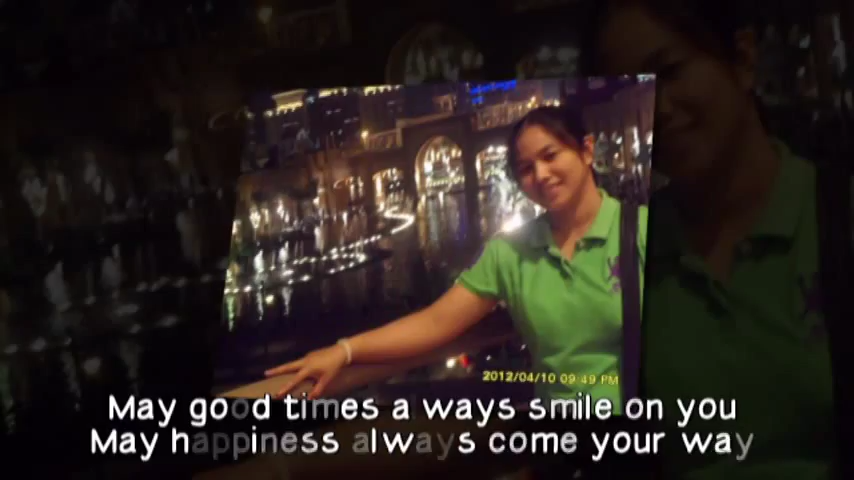 2012/04/10 09:49 PM
May good times a ways smile on you
May happiness always come your way